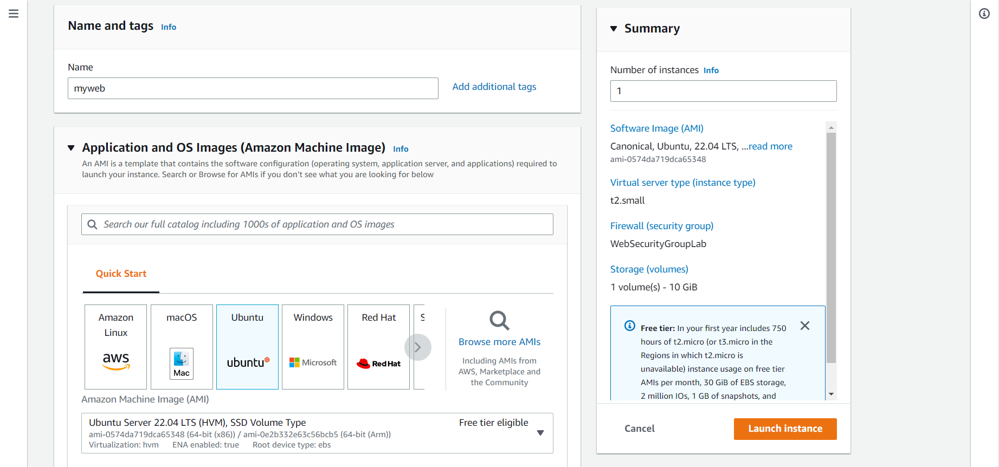 Name and tags Info
Name
myweb
Add additional tags
Application and OS Images (Amazon Machine Image) Info
An AMI is a template that contains the software configuration (operating system, application server, and applications) required to
launch your instance. Search or Browse for AMIs if you don’t see what you are looking for below
Search our full catalog including 1000s of application and OS images
Quick Start
Amazon
Linux
aws
macOS
Mac
Ubuntu
ubuntu
Windows
Microsoft
Red Hat
Red Hat
S
Browse more AMIs
Including AMIs from
AWS, Marketplace and
the Community
Amazon Machine Image (AMI)
Ubuntu Server 22.04 LTS (HVM), SSD Volume Type
Free tier eligible
ami-0574da719dca65348 (64-bit (x86)) / ami-0e2b332e63c56bcb5 (64-bit (Arm))
Virtualization: hvm ENA enabled: true Root device type: ebs
Summary
Number of instances Info
1
Software Image (AMI)
Canonical, Ubuntu, 22.04 LTS, ...read more
ami-0574da719dca65348
Virtual server type (instance type)
t2.small
Firewall (security group)
WebSecurityGroupLab
Storage (volumes)
1 volume(s) - 10 GiB
Free tier: In your first year includes 750
hours of t2.micro (or t3.micro in the
Regions in which t2.micro is
unavailable) instance usage on free tier
AMIs per month, 30 GiB of EBS storage,
2 million IOs, 1 GB of snapshots, and
Cancel
Launch instance